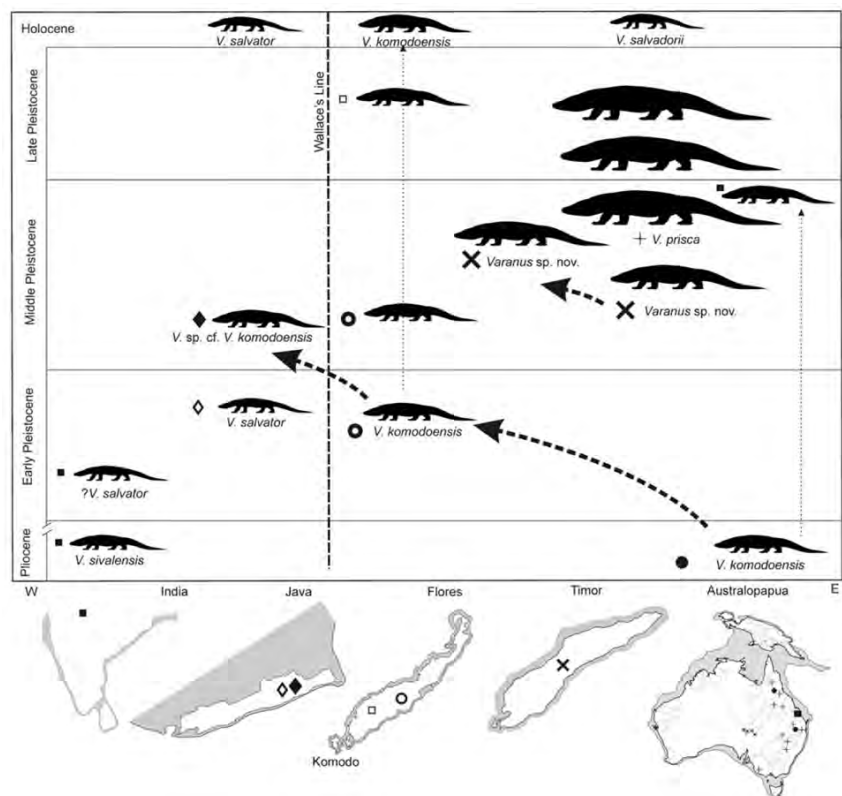 Holocene
V. salvator
V. komodoensis
V. salvadorii
Late Pleistocene
Wallace's Line
Middle Pleistocene
V. prisca
Varanus sp. nov.
Varanus sp. nov.
V. sp. cf. V. komodoensis
Early Pleistocene
V. salvator
V. komodoensis
?V. salvator
Pliocene
V. sivalensis
V. komodoensis
W India Java Flores Timor Australopapua E
Komodo